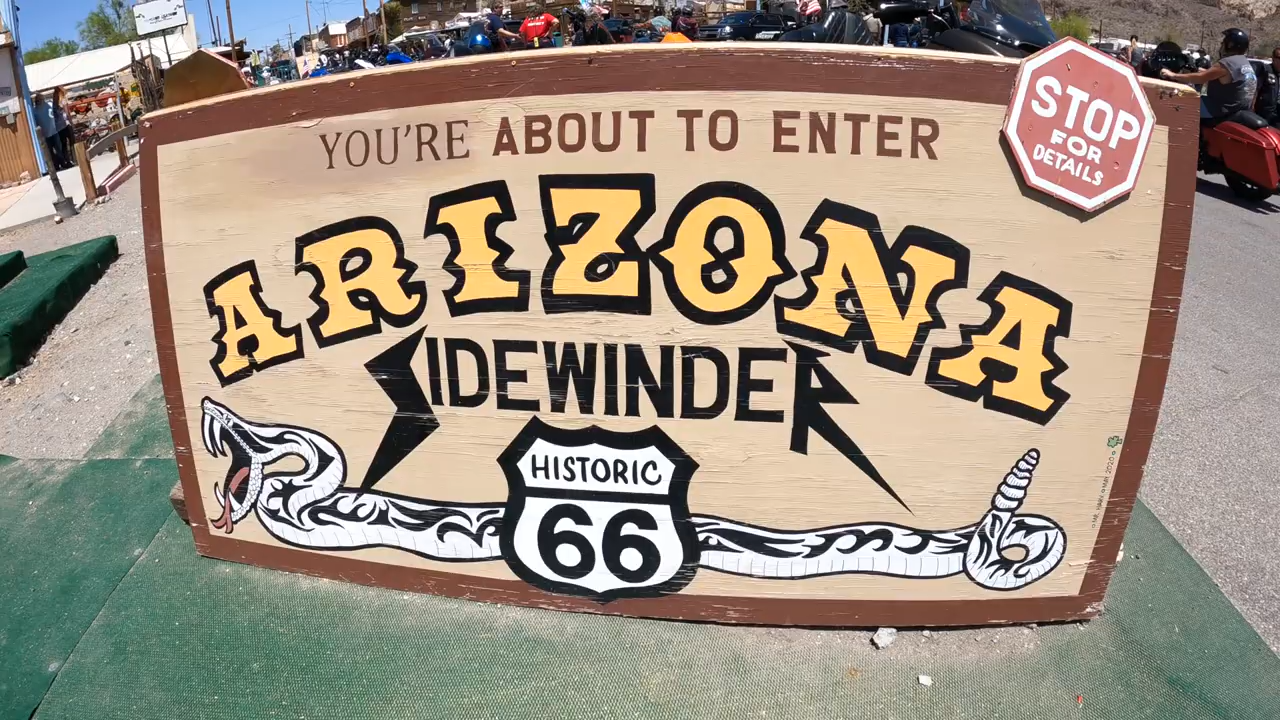 YOU'RE ABOUT TO ENTER
STOP
FOR
DETAILS
ARIZONA
SIDEWINDER
HISTORIC
66